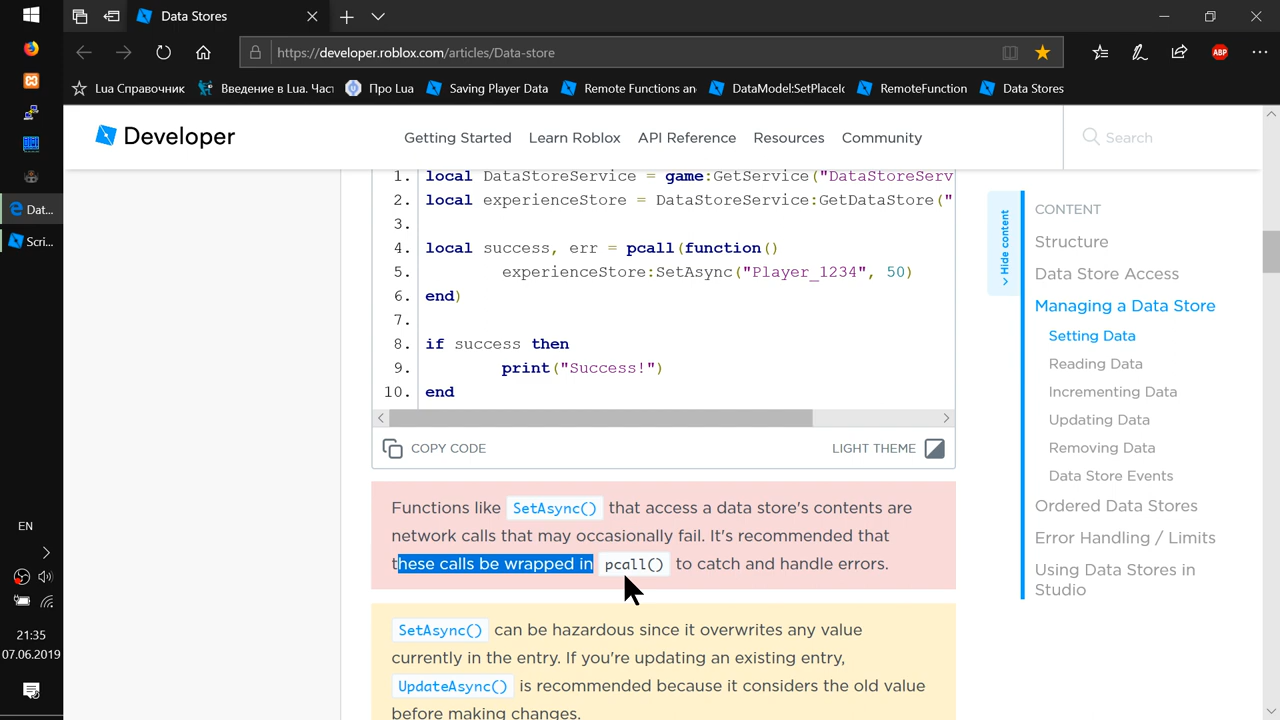 Data Stores
https://developer.roblox.com/articles/Data-store
ABP
Lua Справочник
Введение в Lua. Част
Про Lua
Saving Player Data
Remote Functions an
DataModel:SetPlaceId
RemoteFunction
Data Stores
Developer
Getting Started
Learn Roblox
API Reference
Resources
Community
Search
1. local DataStoreService = game:GetService("DataStoreServ
2. local experienceStore = DataStoreService:GetDataStore("
3.
4. local success, err = pcall(function()
5. experienceStore:SetAsync("Player_1234", 50)
6. end)
7.
8. if success then
9. print("Success!")
10. end
COPY CODE
LIGHT THEME
Functions like SetAsync() that access a data store's contents are
network calls that may occasionally fail. It's recommended that
these calls be wrapped in pcall() to catch and handle errors.
SetAsync() can be hazardous since it overwrites any value
currently in the entry. If you're updating an existing entry,
UpdateAsync() is recommended because it considers the old value
before making changes.
Hide content
CONTENT
Structure
Data Store Access
Managing a Data Store
Setting Data
Reading Data
Incrementing Data
Updating Data
Removing Data
Data Store Events
Ordered Data Stores
Error Handling / Limits
Using Data Stores in
Studio
Dat...
Scri...
EN
21:35
07.06.2019